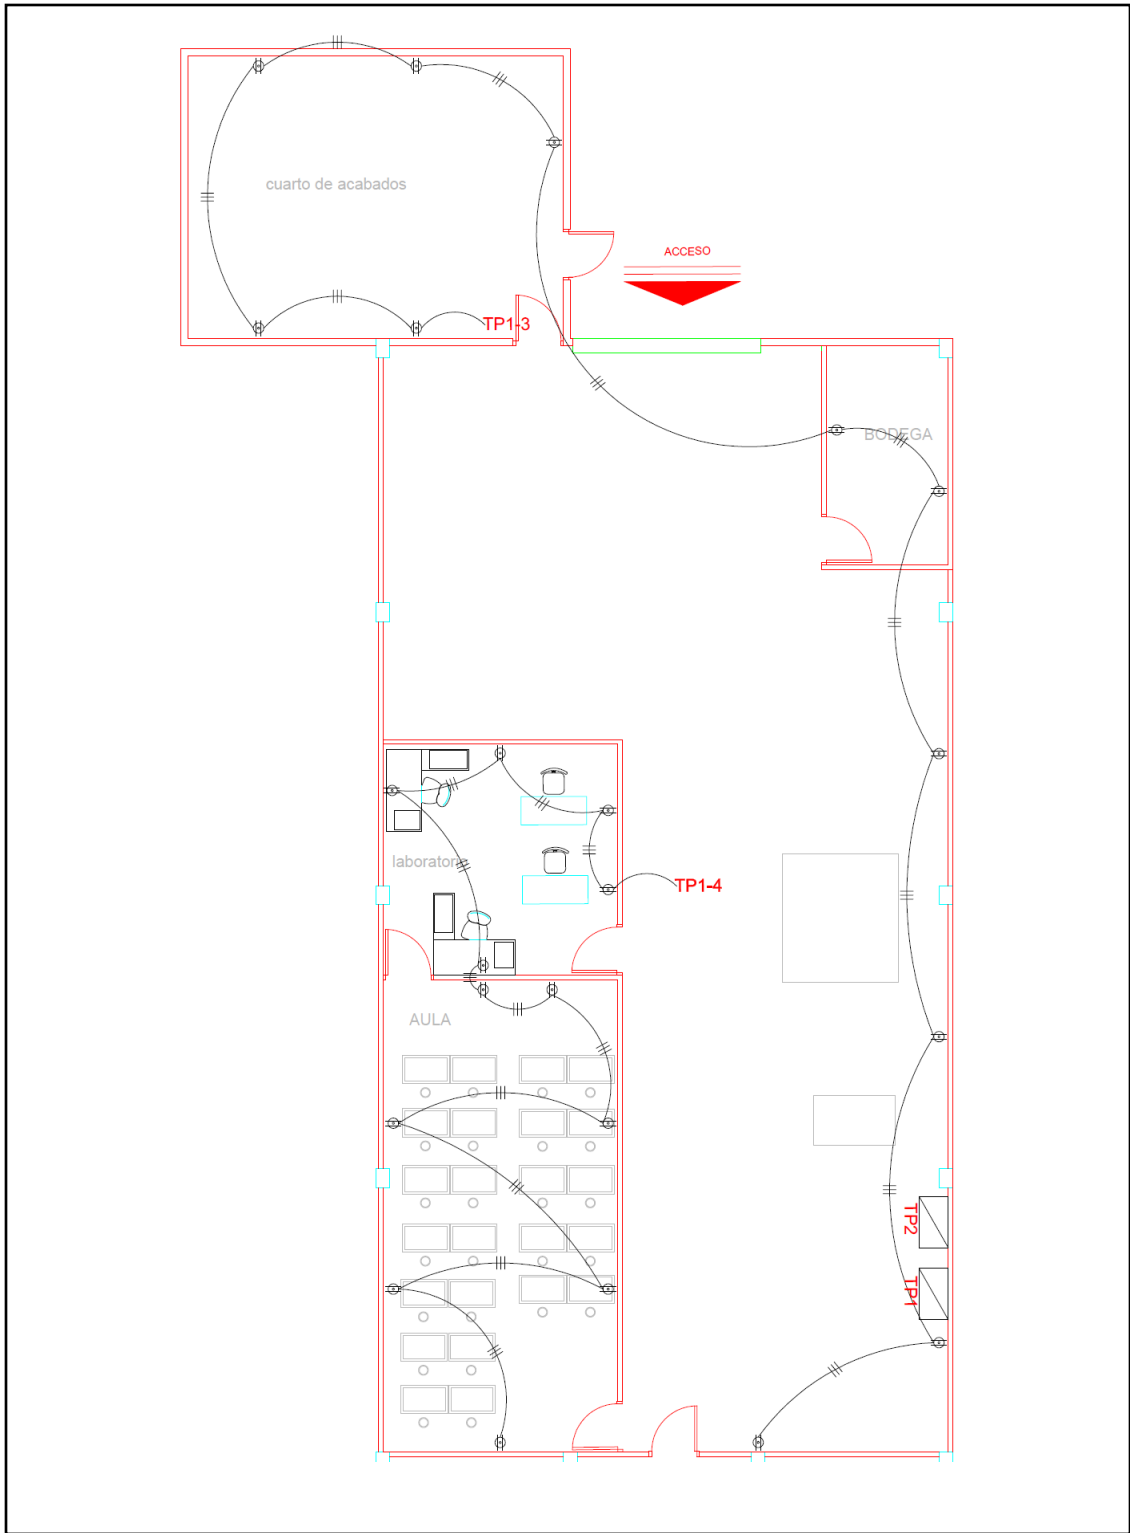 cuarto de acabados
ACCESO
TP1-3
BODEGA
laboratorio
TP1-4
AULA
TP2
TP1